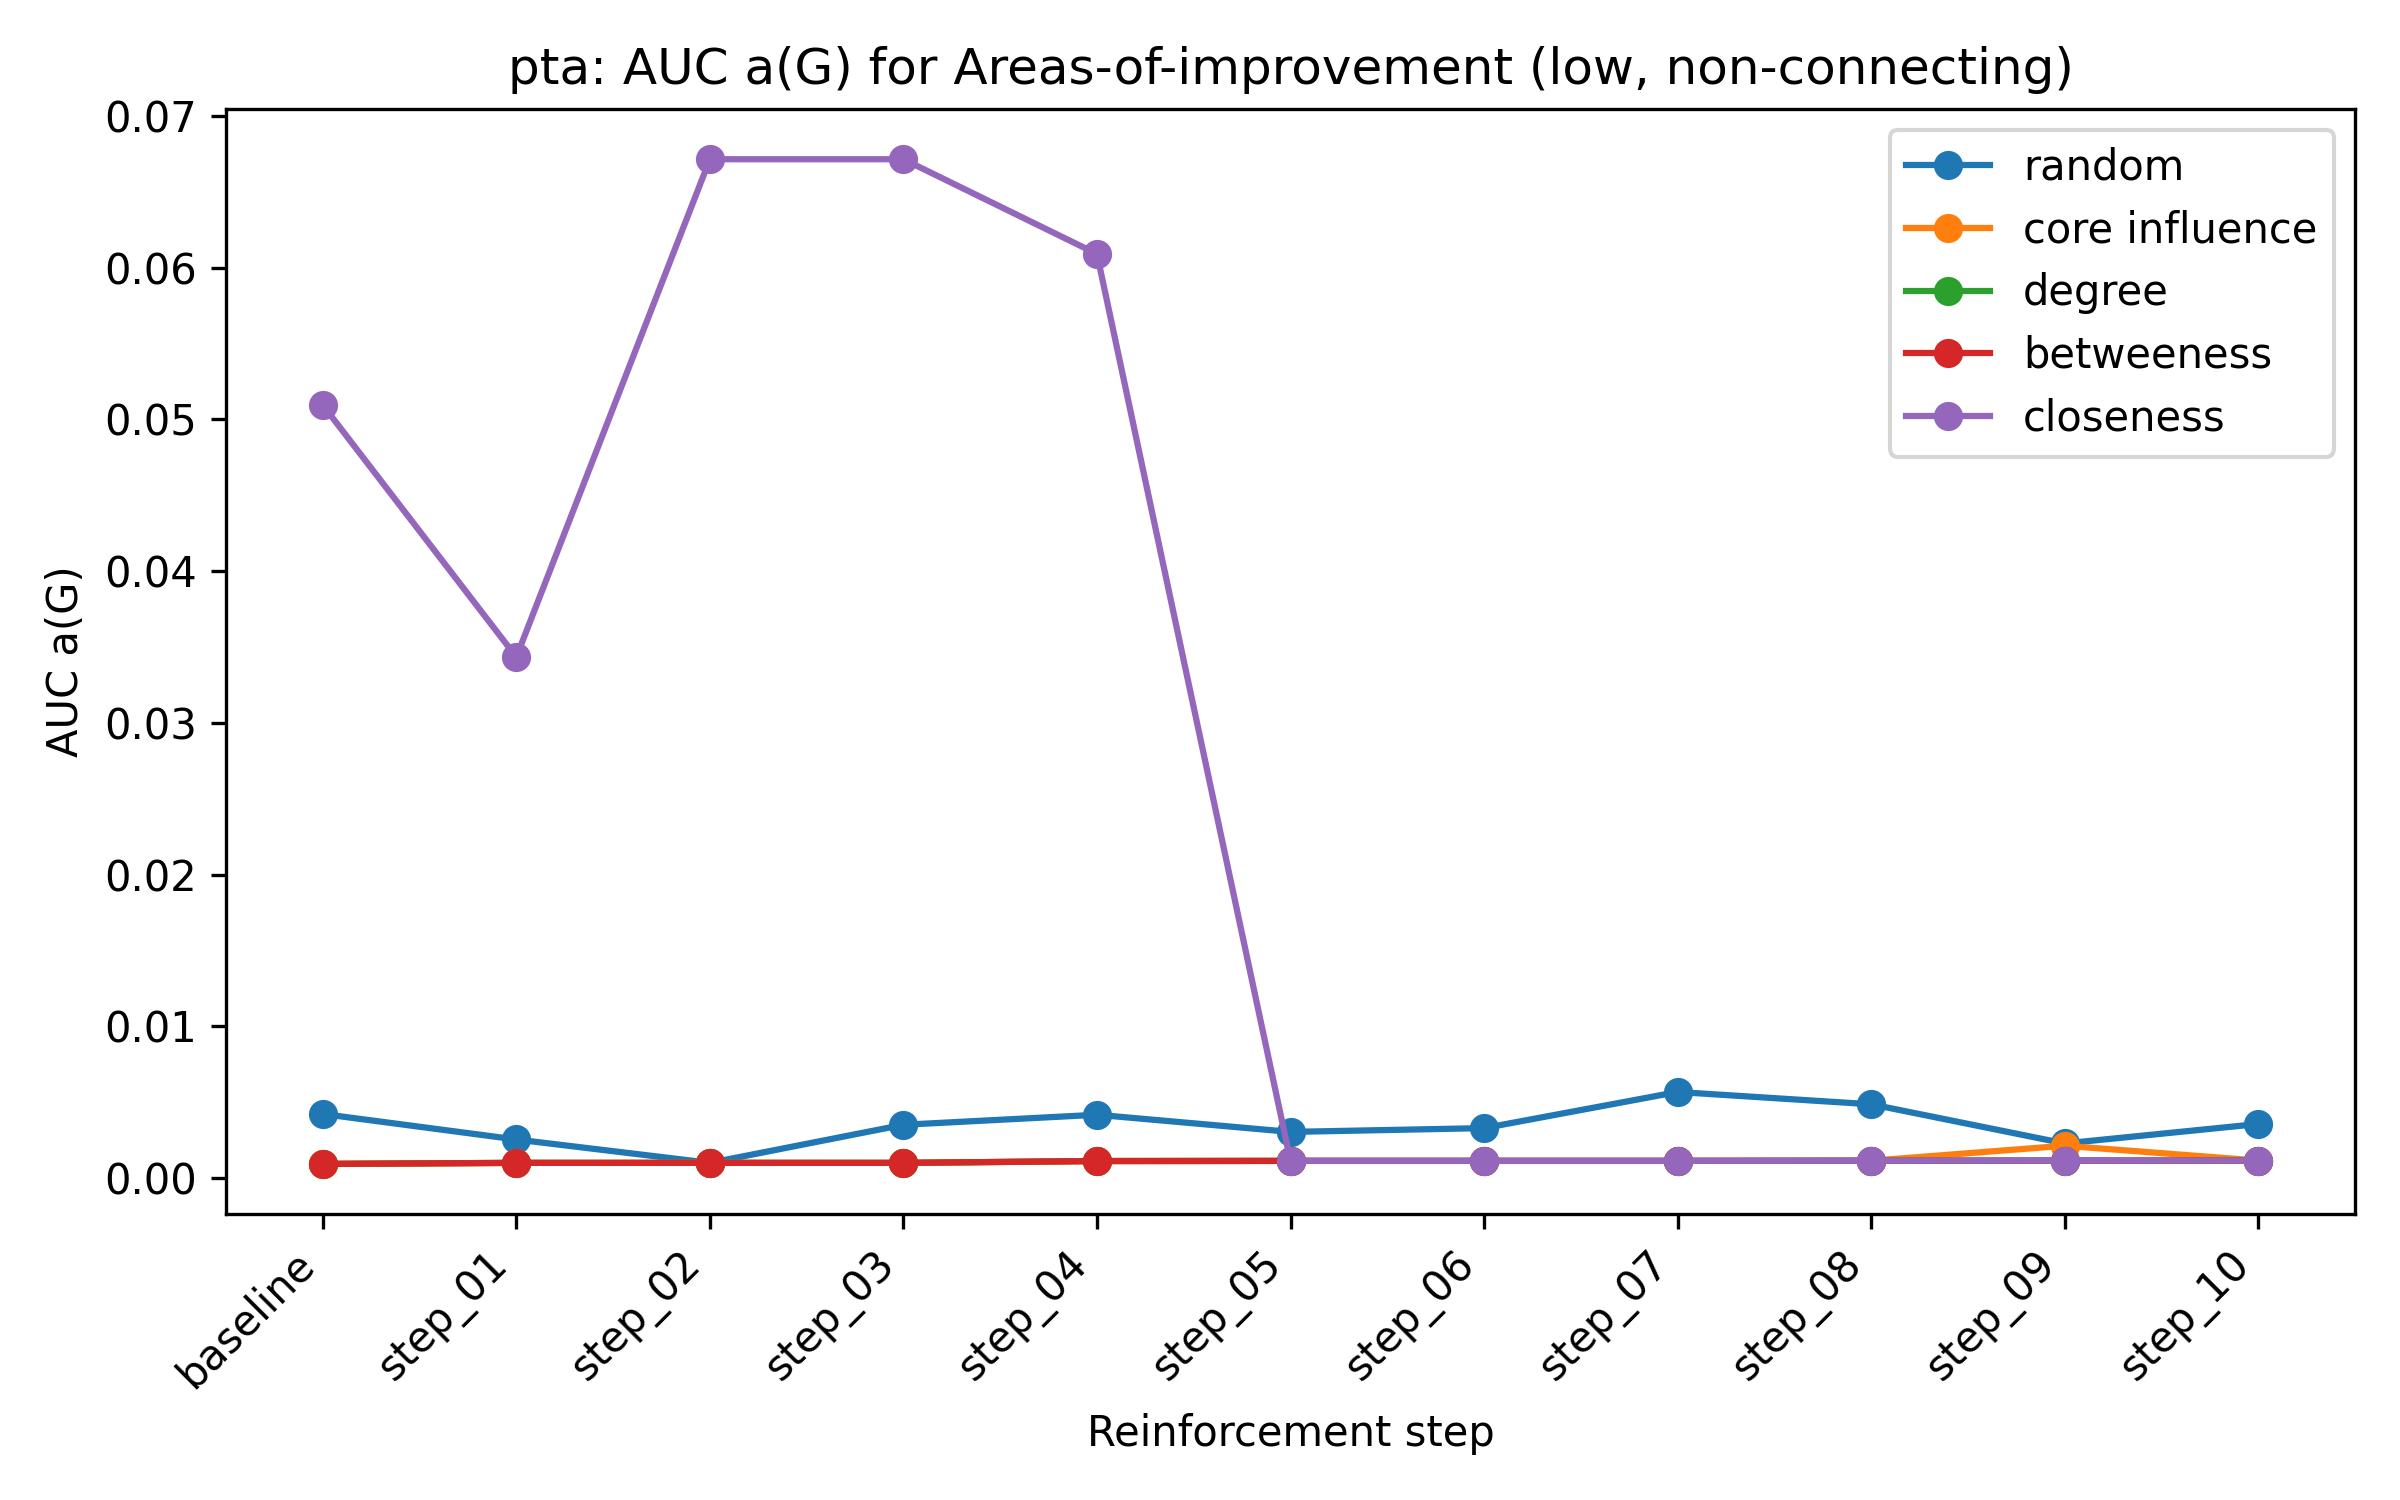 pta: AUC a(G) for Areas-of-improvement (low, non-connecting)
0.07
0.06
0.05
0.04
0.03
0.02
0.01
0.00
AUC a(G)
random
core influence
degree
betweeness
closeness
baseline
step_01
step_02
step_03
step_04
step_05
step_06
step_07
step_08
step_09
step_10
Reinforcement step